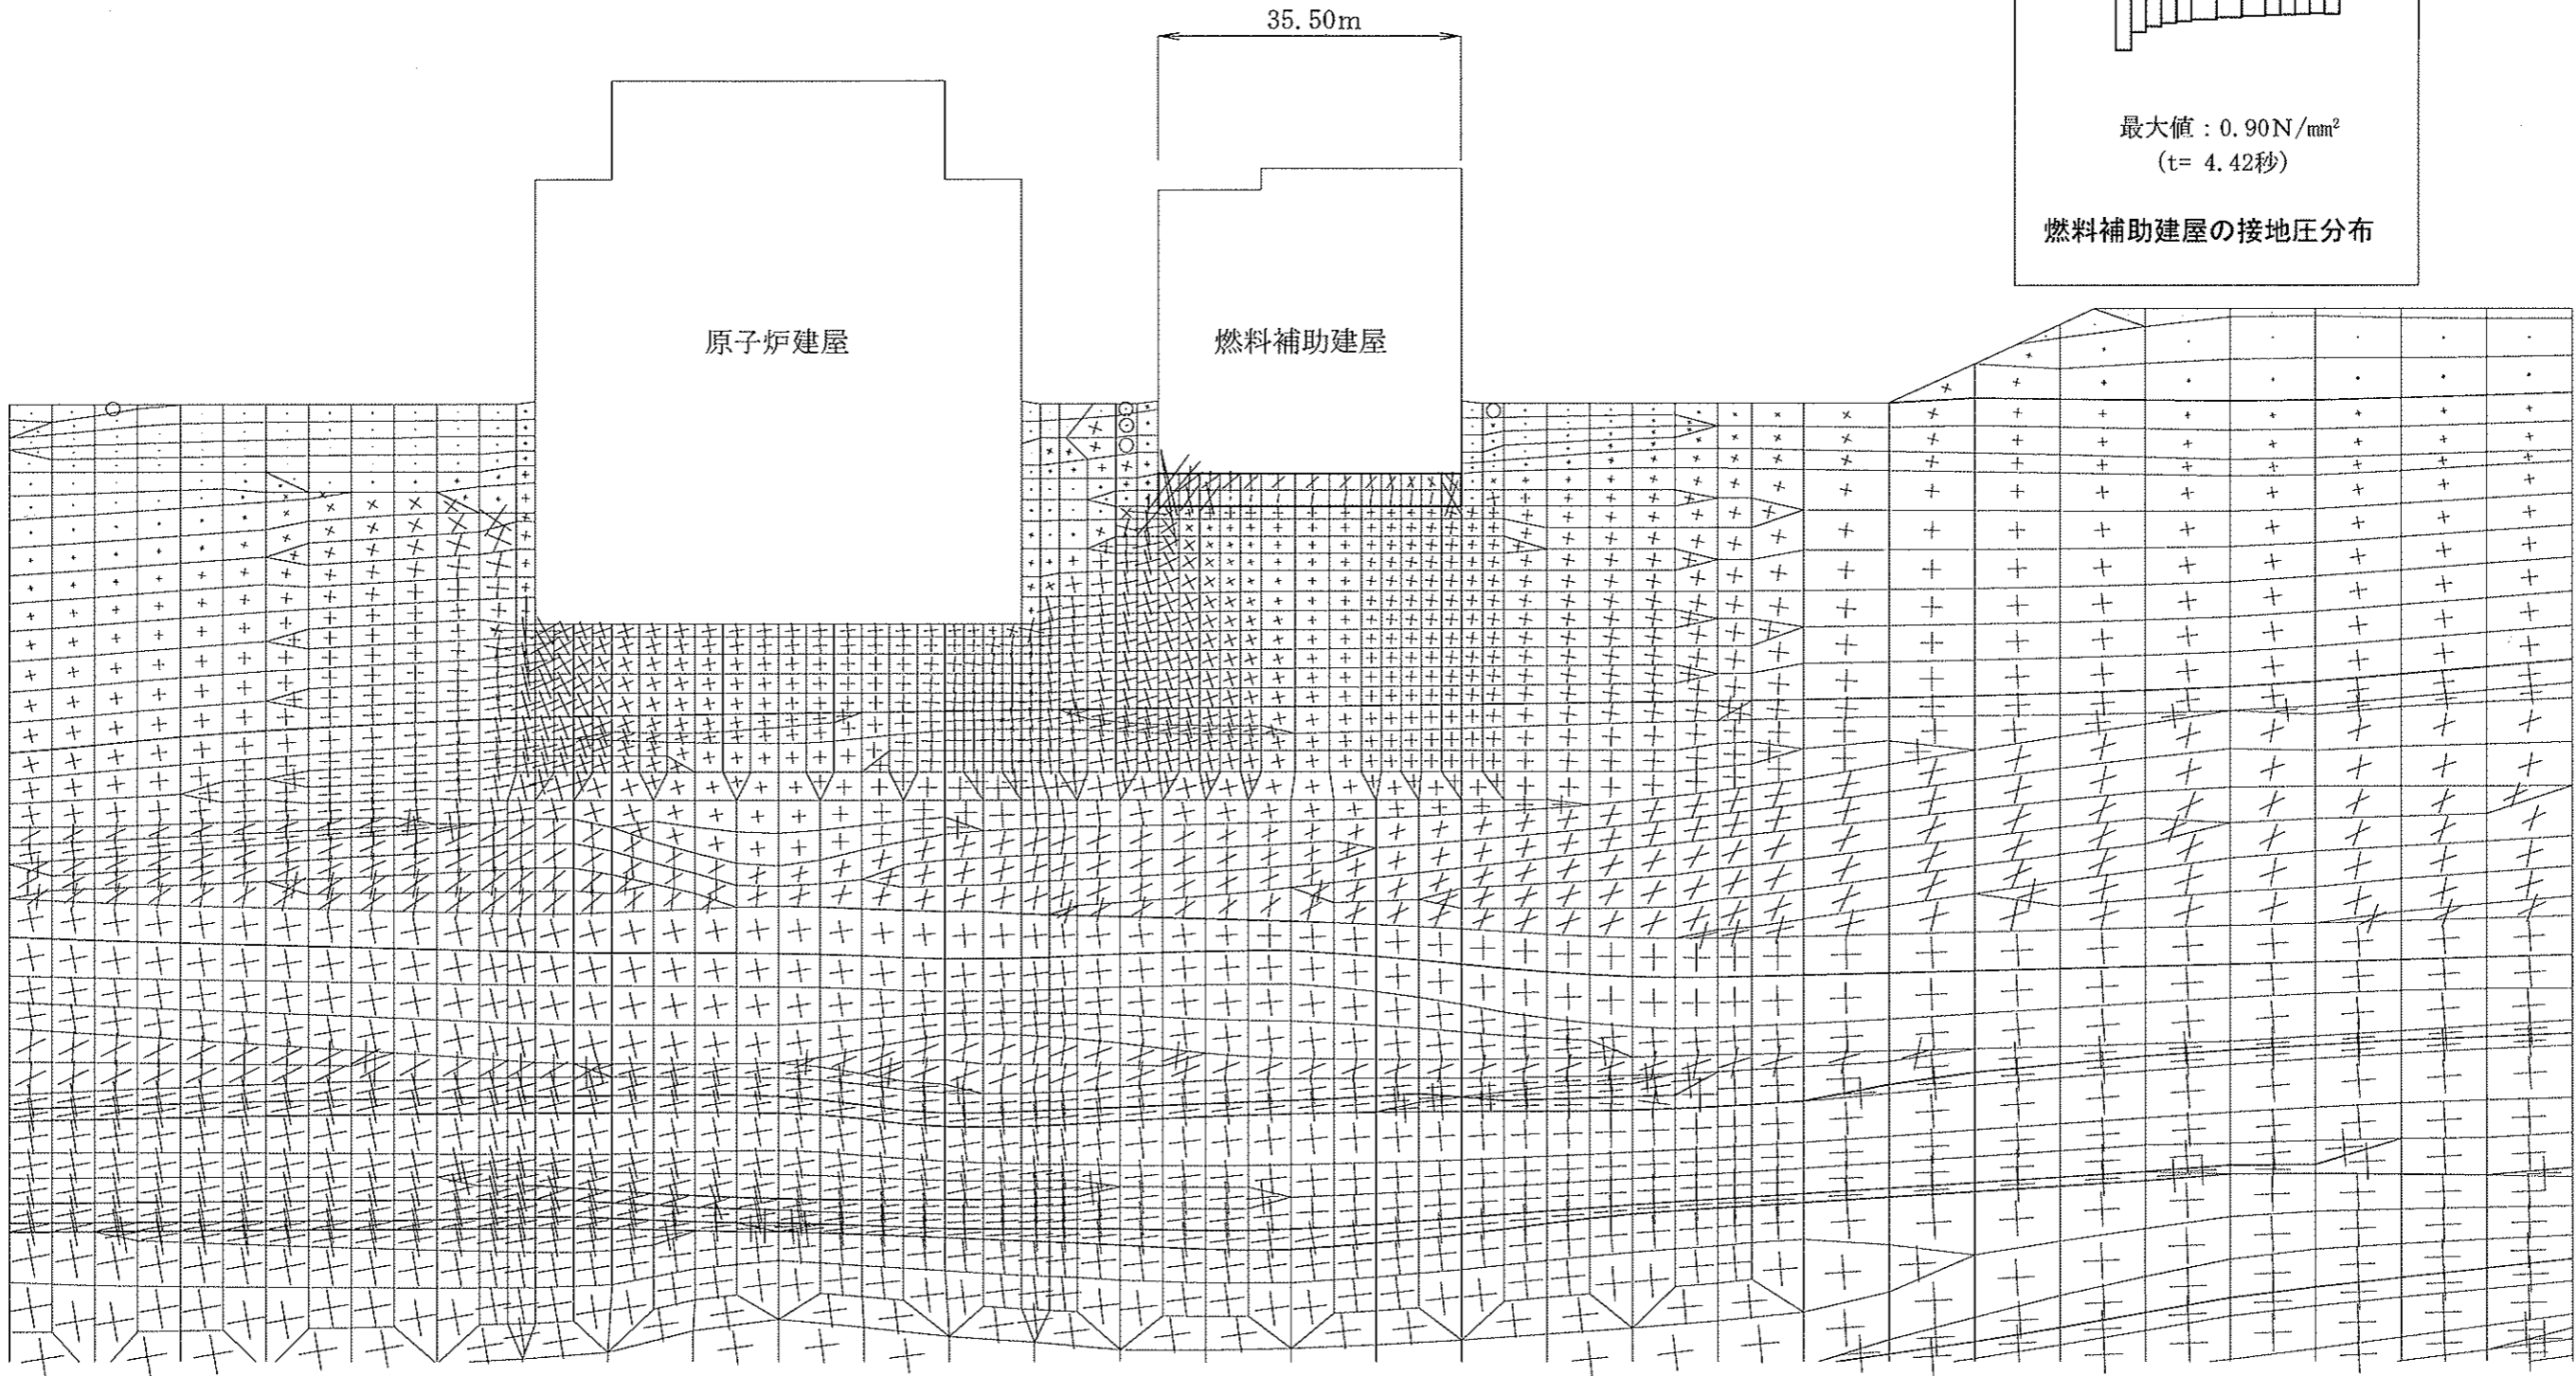 35.50m
最大値：0.90N/mm²
(t= 4.42秒)
燃料補助建屋の接地圧分布
原子炉建屋
燃料補助建屋